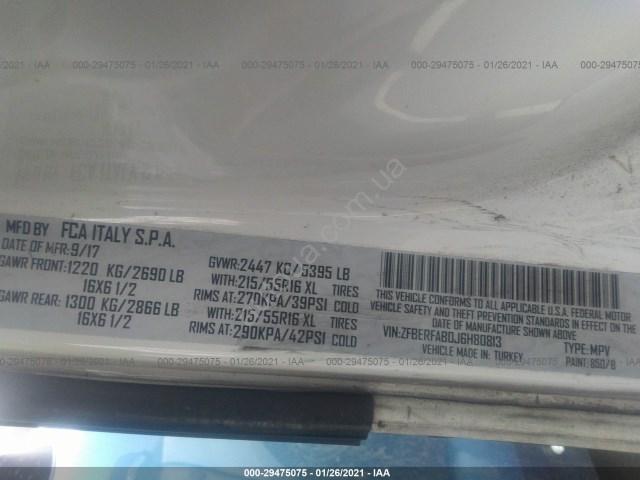 000-29475075 - 01/26/2021 - IAA
MFD BY FCA ITALY S.P.A.
DATE OF MFR: 9/17
GAWR FRONT: 1220 KG/2690 LB
16X6 1/2
GAWR REAR: 1300 KG/2866 LB
16X6 1/2
GVWR: 2447 KG/5395 LB
WITH: 215/55R16 XL TIRES
RIMS AT: 270KPA/39PSI COLD
WITH: 215/55R16 XL TIRES
RIMS AT: 290KPA/42PSI COLD
THIS VEHICLE CONFORMS TO ALL APPLICABLE U.S. FEDERAL MOTOR
VEHICLE SAFETY AND THEFT PREVENTION STANDARDS
IN EFFECT ON THE DATE OF MANUFACTURE SHOWN ABOVE.
VIN: ZFBERFAB0J6H80813 TYPE: MPV
VEHICLE MADE IN: TURKEY PAINT: 850/B
autobidmaster.com.ua
000-29475075 - 01/26/2021 - IAA